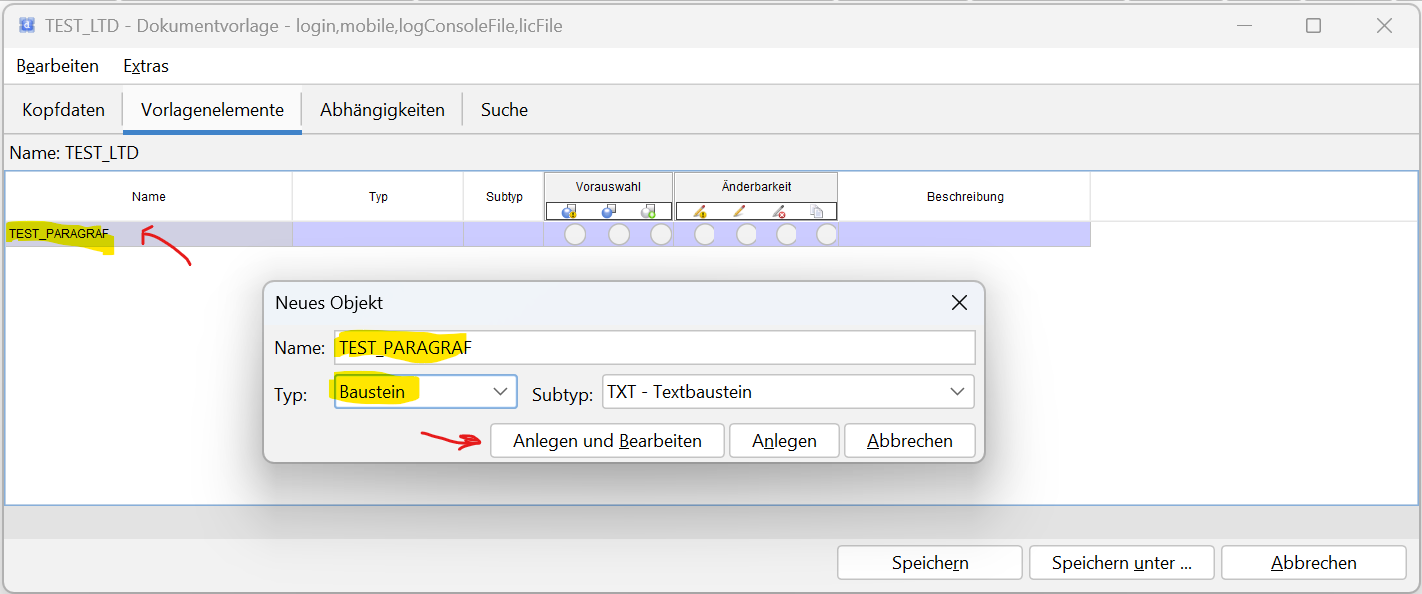 TEST_LTD - Dokumentvorlage - login,mobile,logConsoleFile,licFile
Bearbeiten Extras
Kopfdaten Vorlagenelemente Abhängigkeiten Suche
Name: TEST_LTD
Name Typ Subtyp Vorauswahl Änderbarkeit Beschreibung
TEST_PARAGRAF
Neues Objekt
Name: TEST_PARAGRAF
Typ: Baustein Subtyp: TXT - Textbaustein
Anlegen und Bearbeiten Anlegen Abbrechen
Speichern Speichern unter ... Abbrechen